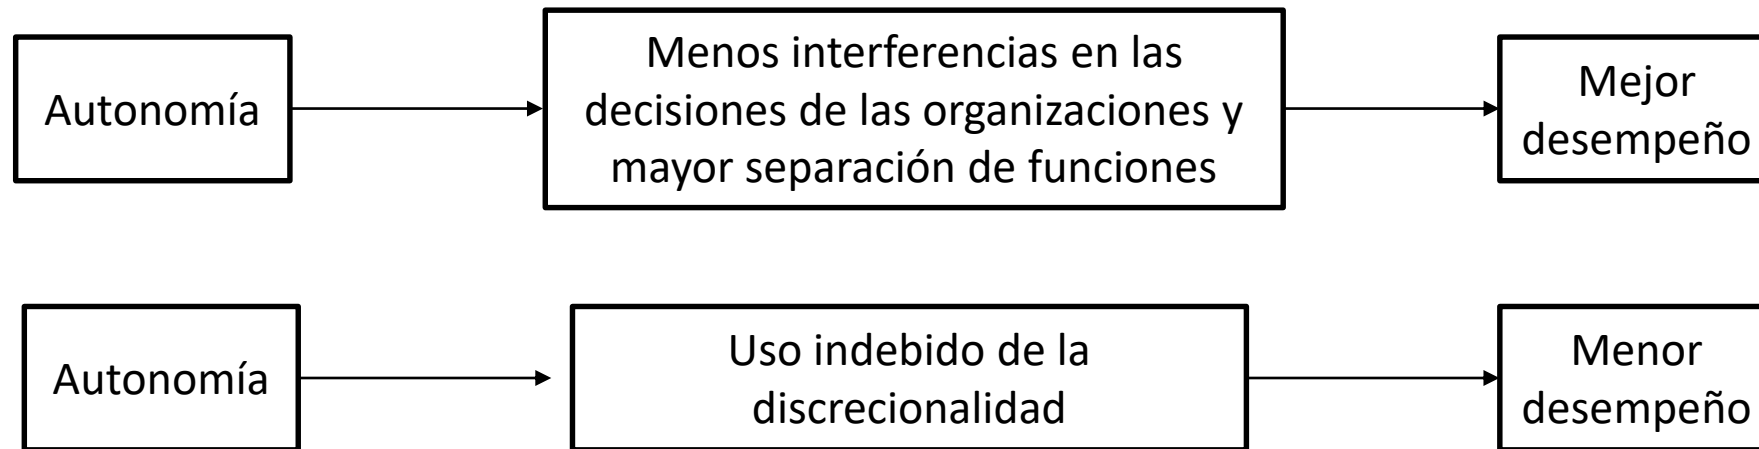 Autonomía
Menos interferencias en las
decisiones de las organizaciones y
mayor separación de funciones
Mejor
desempeño
Autonomía
Uso indebido de la
discrecionalidad
Menor
desempeño